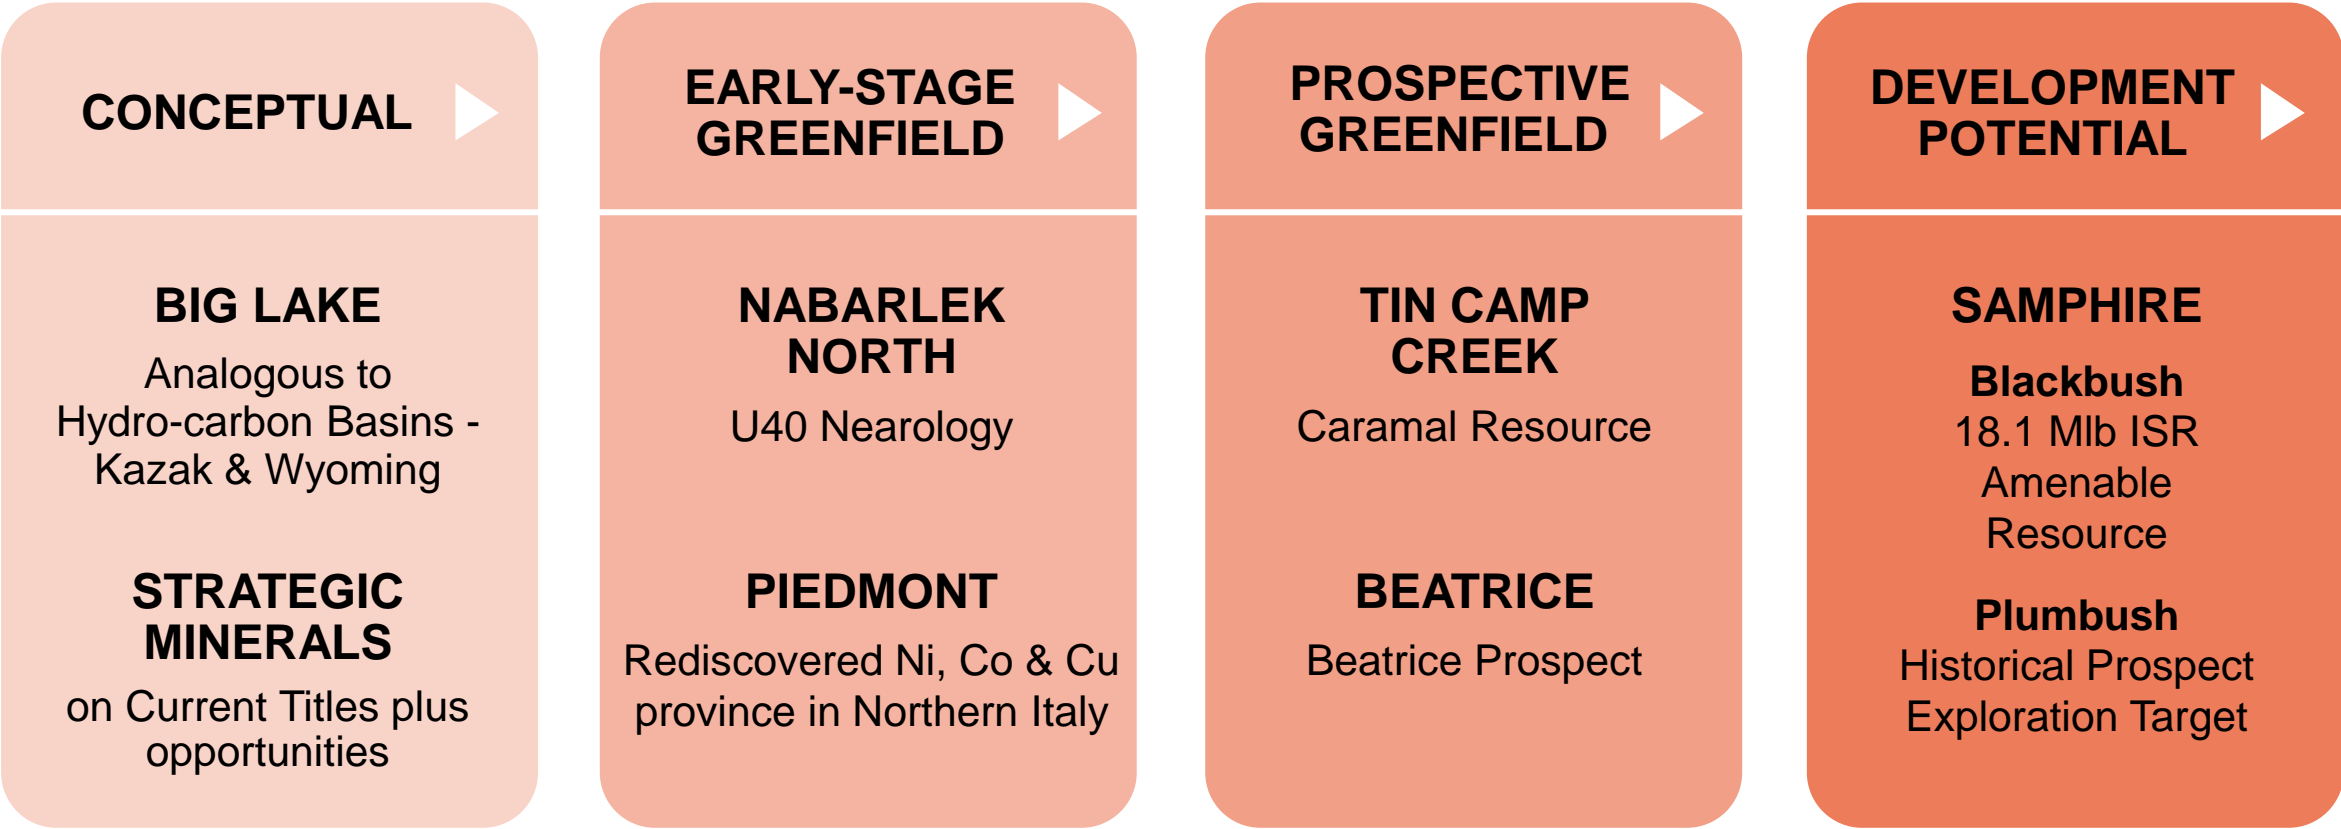 CONCEPTUAL
BIG LAKE
Analogous to
Hydro-carbon Basins -
Kazak & Wyoming
STRATEGIC
MINERALS
on Current Titles plus
opportunities
EARLY-STAGE
GREENFIELD
NABARLEK
NORTH
U40 Nearology
PIEDMONT
Rediscovered Ni, Co & Cu
province in Northern Italy
PROSPECTIVE
GREENFIELD
TIN CAMP
CREEK
Caramal Resource
BEATRICE
Beatrice Prospect
DEVELOPMENT
POTENTIAL
SAMPHIRE
Blackbush
18.1 Mlb ISR
Amenable
Resource
Plumbush
Historical Prospect
Exploration Target